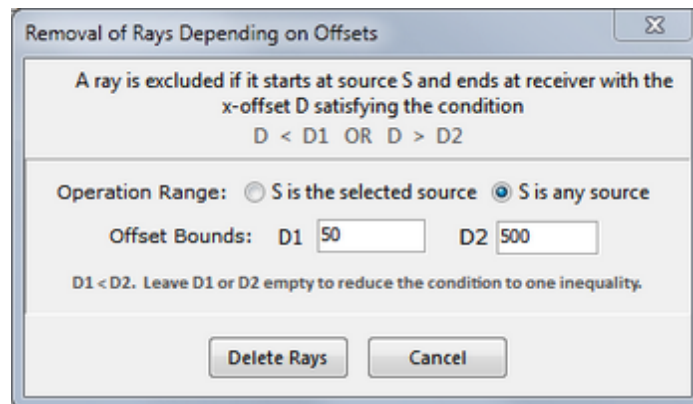 Removal of Rays Depending on Offsets
A ray is excluded if it starts at source S and ends at receiver with the
x-offset D satisfying the condition
D < D1 OR D > D2
Operation Range: S is the selected source S is any source
Offset Bounds: D1 50 D2 500
D1 < D2. Leave D1 or D2 empty to reduce the condition to one inequality.
Delete Rays Cancel